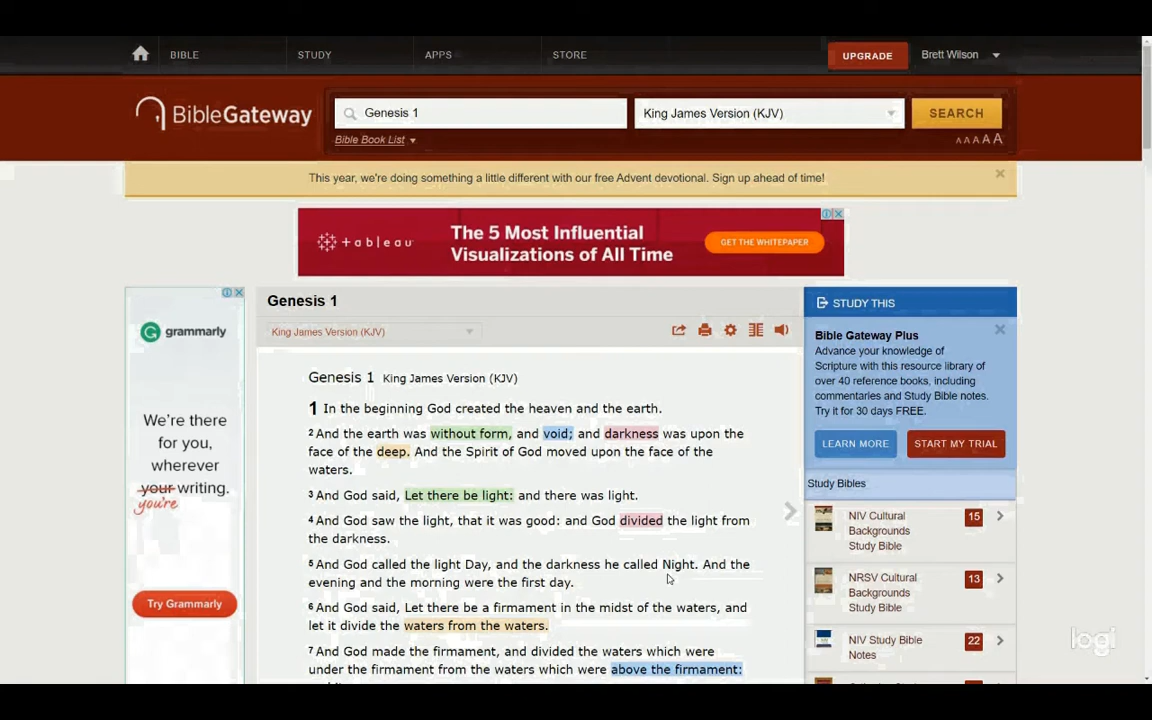 BIBLE STUDY APPS STORE UPGRADE Brett Wilson
BibleGateway Genesis 1 King James Version (KJV) SEARCH
Bible Book List A A A A A
This year, we're doing something a little different with our free Advent devotional. Sign up ahead of time!
+ableau
The 5 Most Influential
Visualizations of All Time
GET THE WHITEPAPER
grammarly
We're there
for you,
wherever
your writing.
you're
Try Grammarly
Genesis 1
King James Version (KJV)
Genesis 1 King James Version (KJV)
1 In the beginning God created the heaven and the earth.
2 And the earth was without form, and void; and darkness was upon the
face of the deep. And the Spirit of God moved upon the face of the
waters.
3 And God said, Let there be light: and there was light.
4 And God saw the light, that it was good: and God divided the light from
the darkness.
5 And God called the light Day, and the darkness he called Night. And the
evening and the morning were the first day.
6 And God said, Let there be a firmament in the midst of the waters, and
let it divide the waters from the waters.
7 And God made the firmament, and divided the waters which were
under the firmament from the waters which were above the firmament:
STUDY THIS
Bible Gateway Plus
Advance your knowledge of
Scripture with this resource library of
over 40 reference books, including
commentaries and Study Bible notes.
Try it for 30 days FREE.
LEARN MORE START MY TRIAL
Study Bibles
NIV Cultural 15
Backgrounds
Study Bible
NRSV Cultural 13
Backgrounds
Study Bible
NIV Study Bible 22
Notes
logi